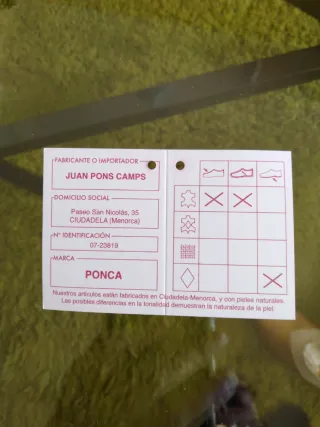 FABRICANTE O IMPORTADOR
JUAN PONS CAMPS
DOMICILIO SOCIAL
Paseo San Nicolás, 35
CIUDADELA (Menorca)
Nº IDENTIFICACIÓN
07-23819
MARCA
PONCA
Nuestros artículos están fabricados en Ciudadela-Menorca, y con pieles naturales.
Las posibles diferencias en la tonalidad demuestran la naturaleza de la piel.